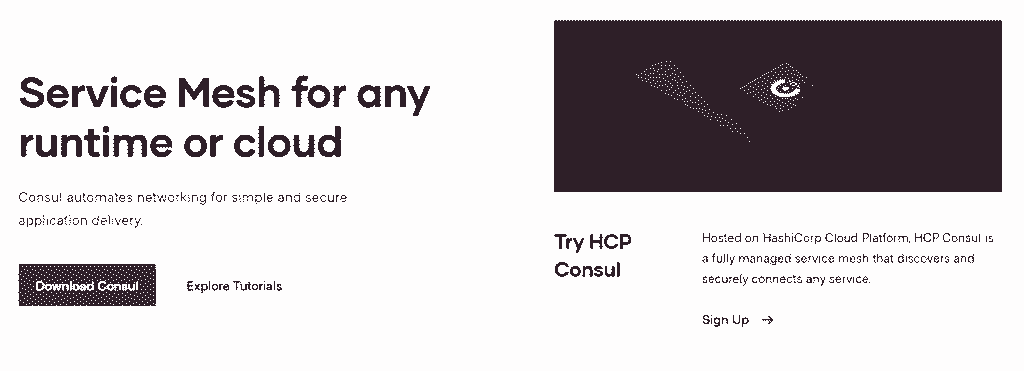 Service Mesh for any
runtime or cloud
Consul automates networking for simple and secure
application delivery.
Download Consul
Explore Tutorials
Try HCP
Consul
Hosted on HashiCorp Cloud Platform, HCP Consul is
a fully managed service mesh that discovers and
securely connects any service.
Sign Up →